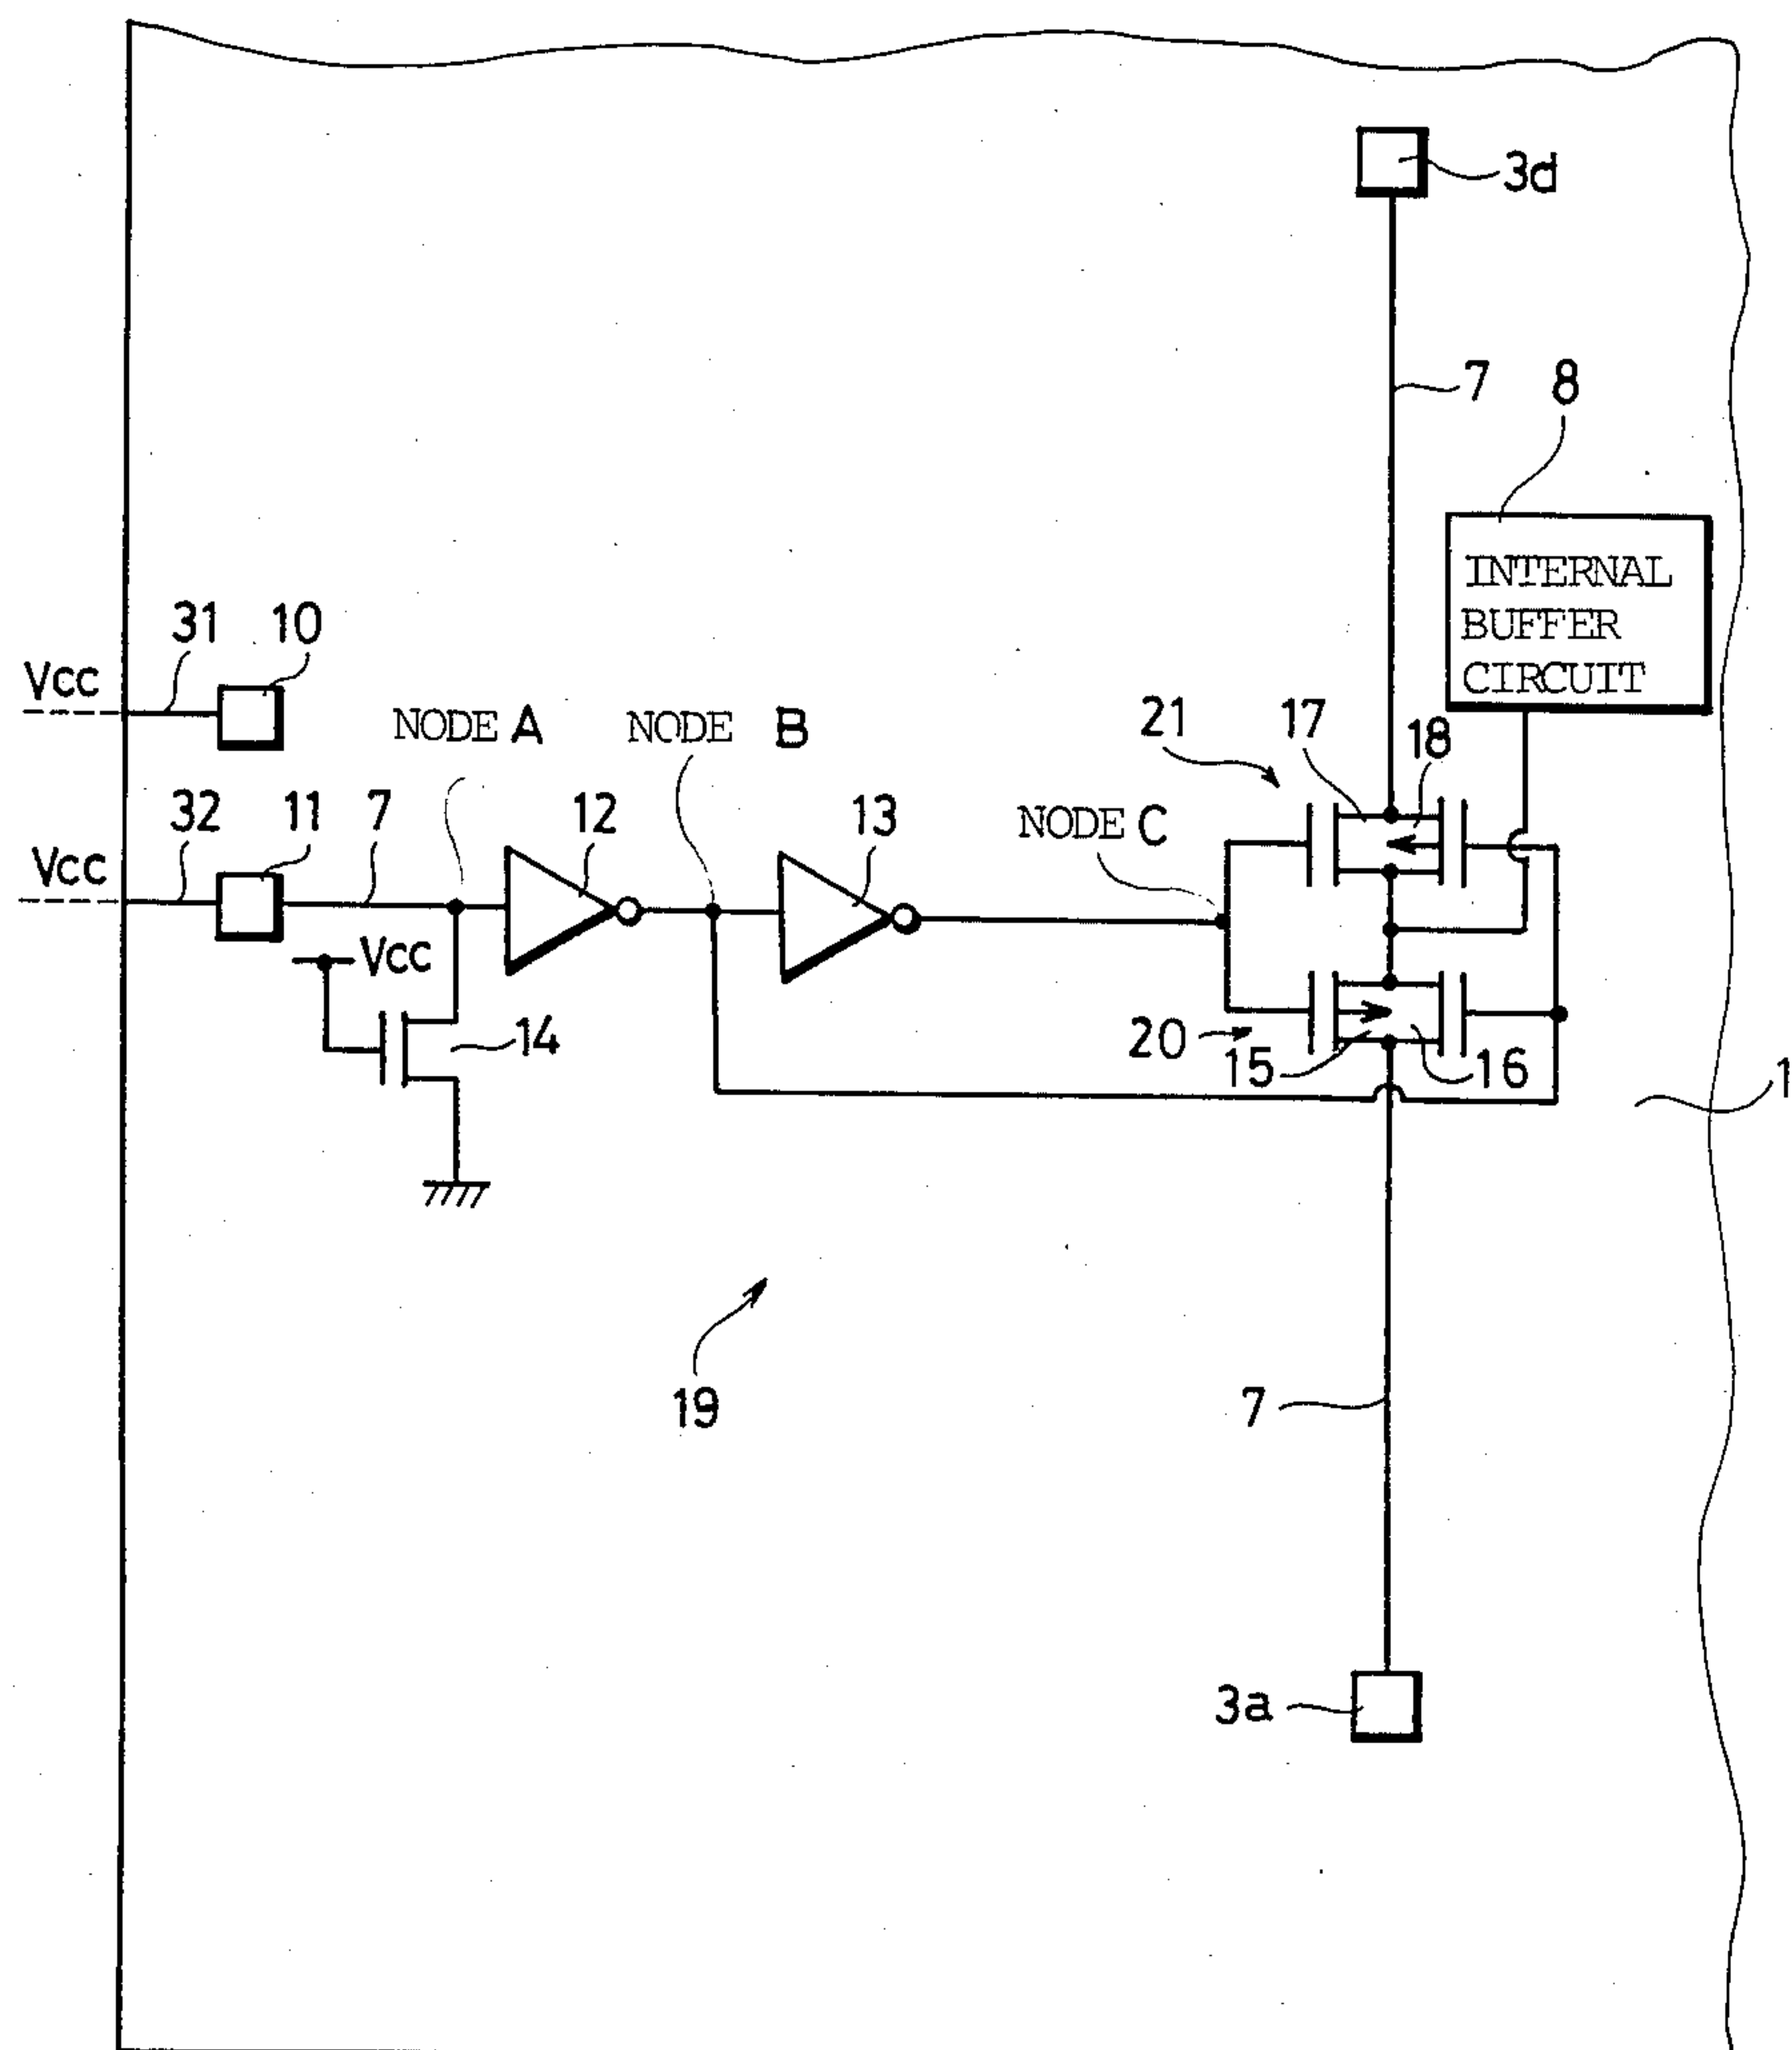 3d
7
8
INTERNAL
BUFFER
CIRCUIT
31
10
Vcc
NODE A
NODE B
21
17
18
32
11
7
12
13
NODE C
Vcc
Vcc
14
20
15
16
1
19
7
3a